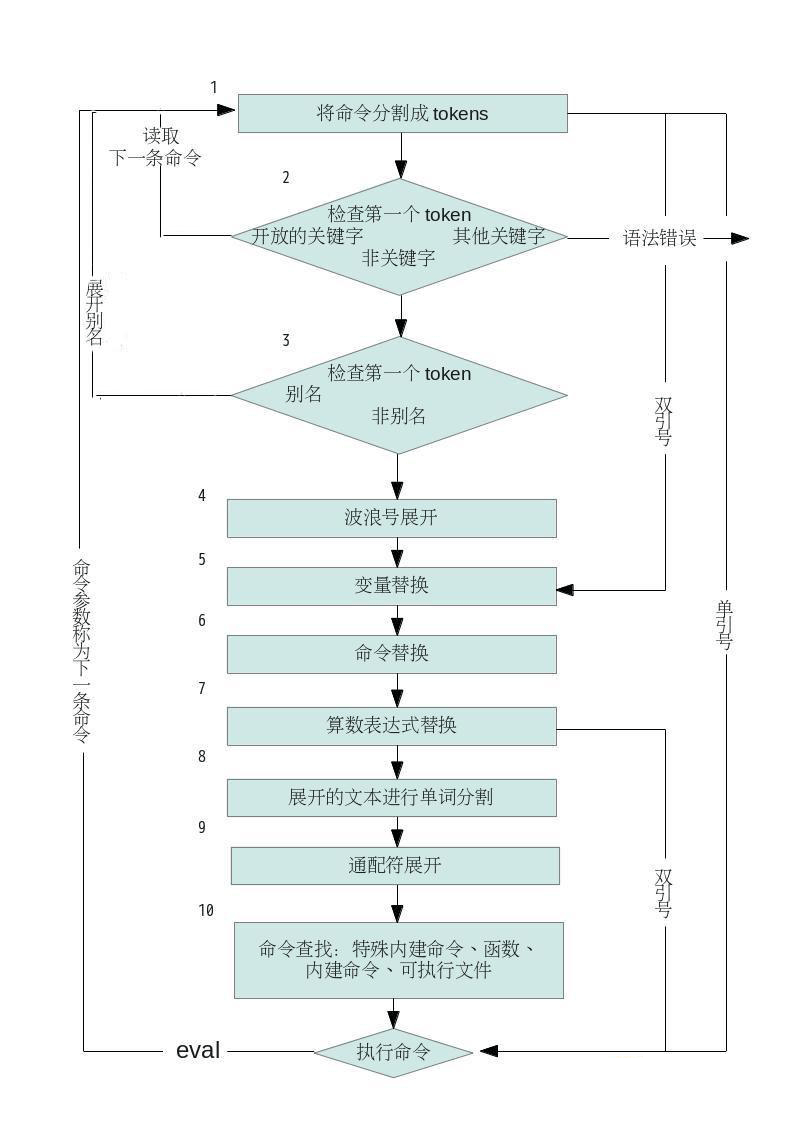 1
将命令分割成 tokens
读取
下一条命令
2
检查第一个 token
开放的关键字
其他关键字
非关键字
语法错误
展开别名
3
检查第一个 token
别名
非别名
双引号
4
波浪号展开
5
变量替换
命令参数称为下一条命令
单引号
6
命令替换
7
算数表达式替换
8
展开的文本进行单词分割
9
通配符展开
双引号
10
命令查找：特殊内建命令、函数、
内建命令、可执行文件
eval
执行命令